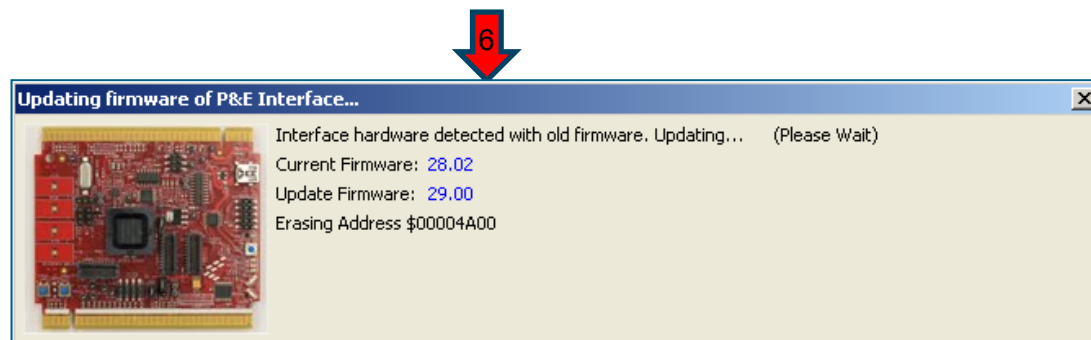 6
Updating firmware of P&E Interface...
Interface hardware detected with old firmware. Updating... (Please Wait)
Current Firmware: 28.02
Update Firmware: 29.00
Erasing Address $00004A00